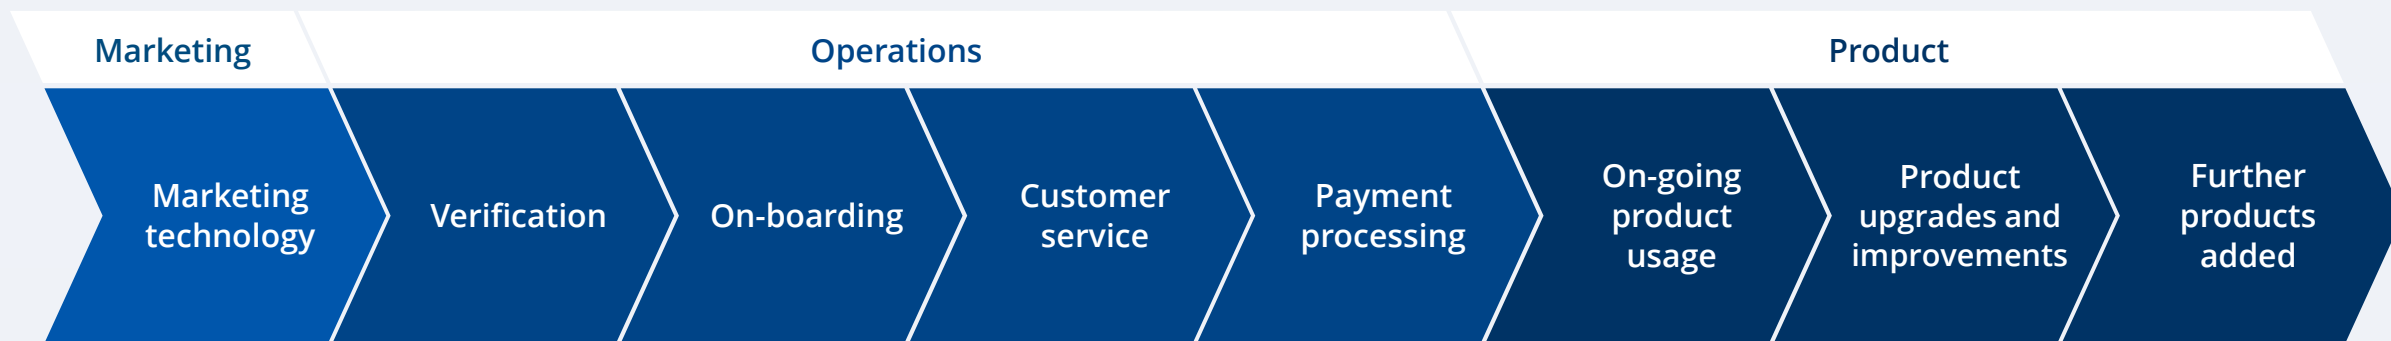 Marketing
Operations
Product
Marketing
technology
Verification
On-boarding
Customer
service
Payment
processing
On-going
product
usage
Product
upgrades and
improvements
Further
products
added